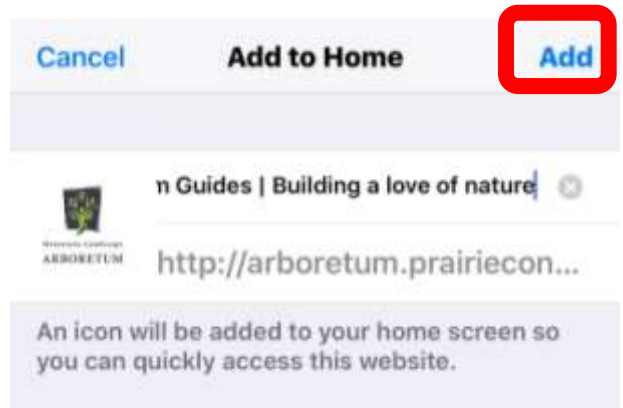 Cancel Add to Home Add
n Guides | Building a love of nature
ARBORETUM
http://arboretum.prairiecon...
An icon will be added to your home screen so
you can quickly access this website.